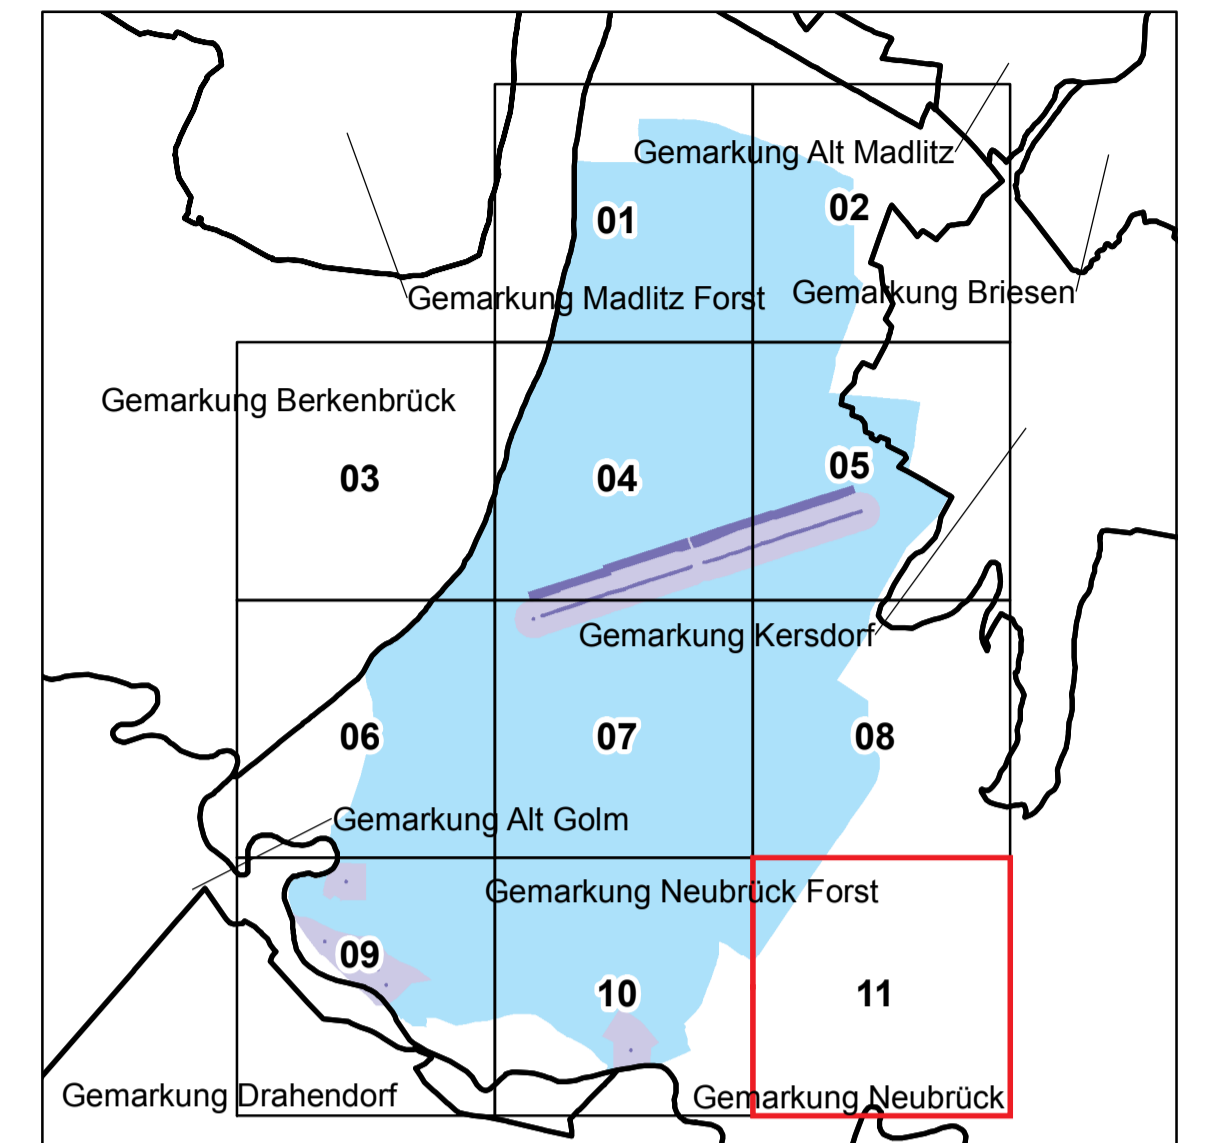 Gemarkung Alt Madlitz
01
02
Gemarkung Madlitz Forst
Gemarkung Briesen
Gemarkung Berkenbrück
03
04
05
Gemarkung Kersdorf
06
07
08
Gemarkung Alt Golm
Gemarkung Neubrück Forst
09
10
11
Gemarkung Drahendorf
Gemarkung Neubrück